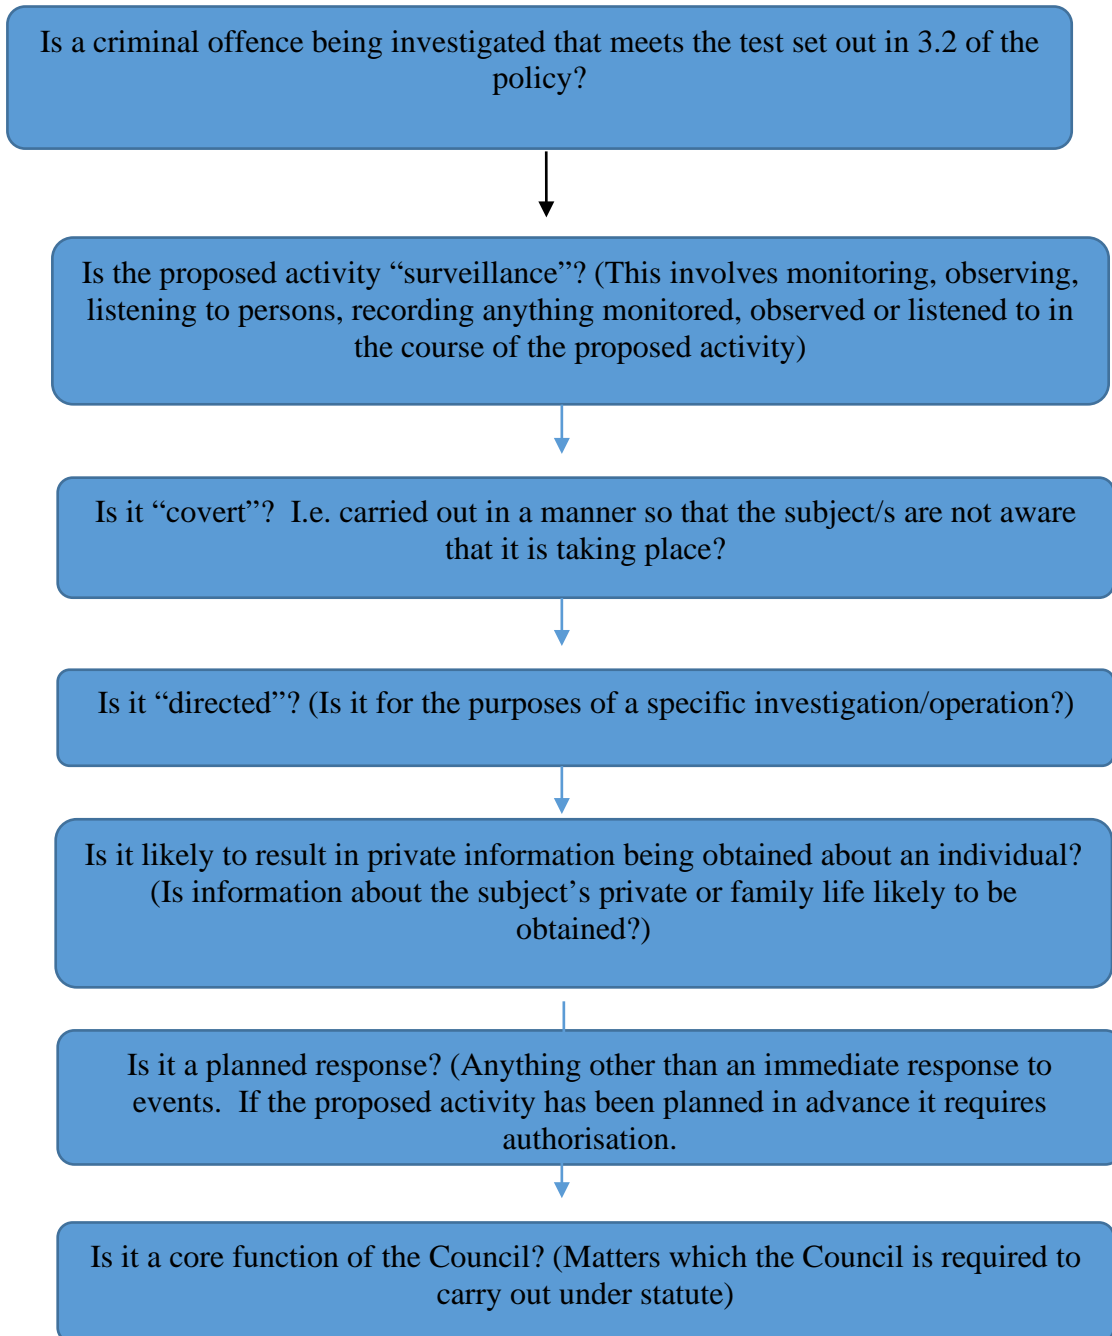 Is a criminal offence being investigated that meets the test set out in 3.2 of the
policy?
Is the proposed activity “surveillance”? (This involves monitoring, observing,
listening to persons, recording anything monitored, observed or listened to in
the course of the proposed activity)
Is it “covert”?  I.e. carried out in a manner so that the subject/s are not aware
that it is taking place?
Is it “directed”? (Is it for the purposes of a specific investigation/operation?)
Is it likely to result in private information being obtained about an individual?
(Is information about the subject’s private or family life likely to be
obtained?)
Is it a planned response? (Anything other than an immediate response to
events.  If the proposed activity has been planned in advance it requires
authorisation.
Is it a core function of the Council? (Matters which the Council is required to
carry out under statute)